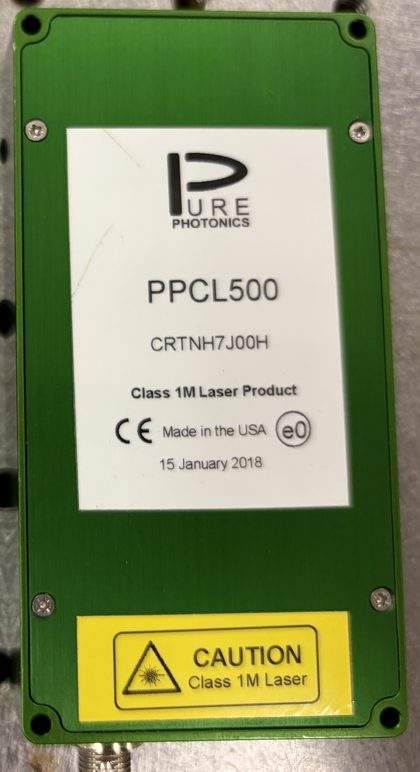 PURE
PHOTONICS
PPCL500
CRTNH7J00H
Class 1M Laser Product
CE Made in the USA e0
15 January 2018
CAUTION
Class 1M Laser